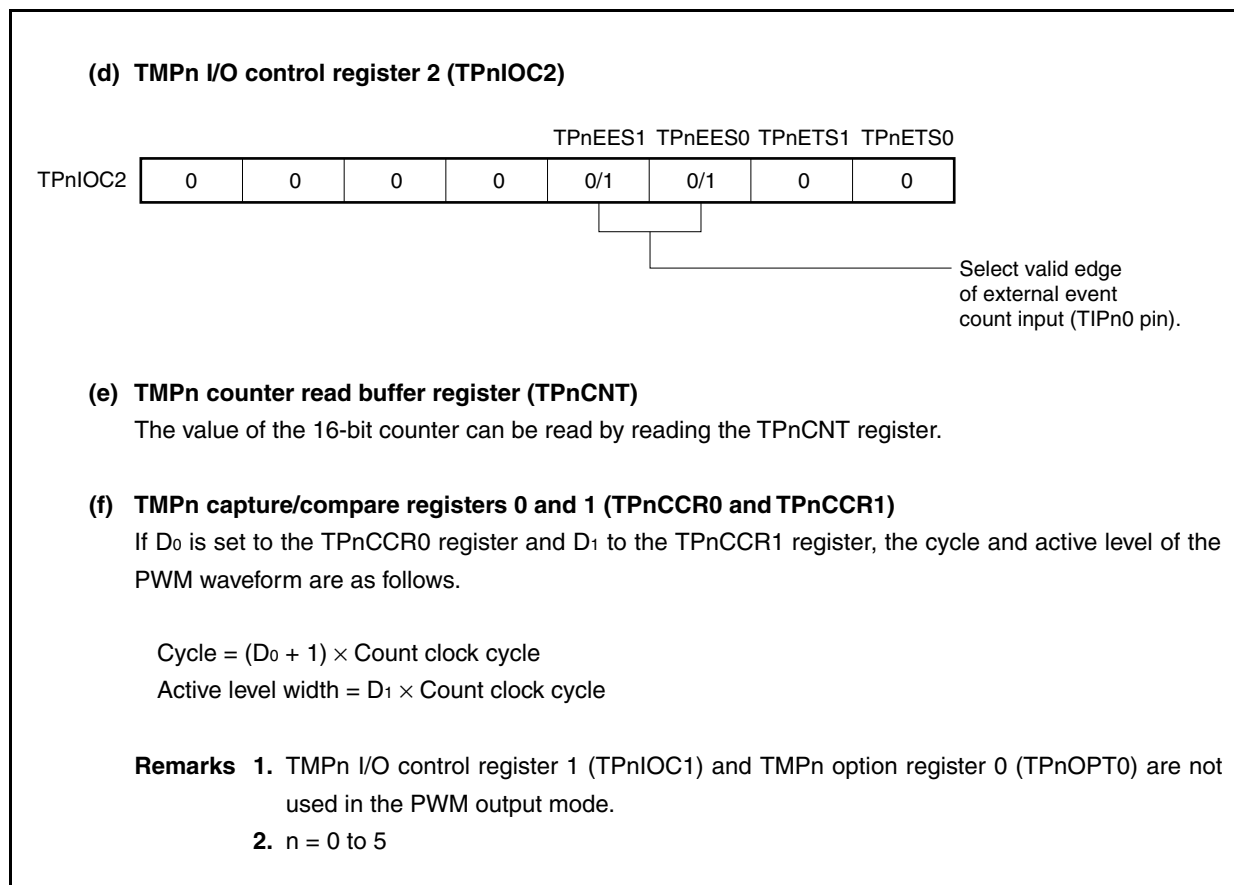 (d) TMPn I/O control register 2 (TPnIOC2)
TPnEES1 TPnEES0 TPnETS1 TPnETS0
TPnIOC2 0 0 0 0 0/1 0/1 0 0
Select valid edge
of external event
count input (TIPn0 pin).
(e) TMPn counter read buffer register (TPnCNT)
The value of the 16-bit counter can be read by reading the TPnCNT register.
(f) TMPn capture/compare registers 0 and 1 (TPnCCR0 and TPnCCR1)
If D0 is set to the TPnCCR0 register and D1 to the TPnCCR1 register, the cycle and active level of the
PWM waveform are as follows.
Cycle = (D0 + 1) × Count clock cycle
Active level width = D1 × Count clock cycle
Remarks 1. TMPn I/O control register 1 (TPnIOC1) and TMPn option register 0 (TPnOPT0) are not
used in the PWM output mode.
2. n = 0 to 5